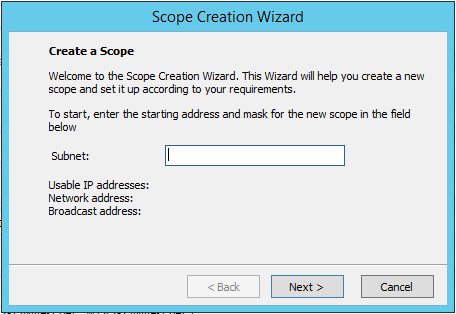 Scope Creation Wizard
Create a Scope
Welcome to the Scope Creation Wizard. This Wizard will help you create a new
scope and set it up according to your requirements.
To start, enter the starting address and mask for the new scope in the field
below
Subnet:
Usable IP addresses:
Network address:
Broadcast address:
< Back
Next >
Cancel